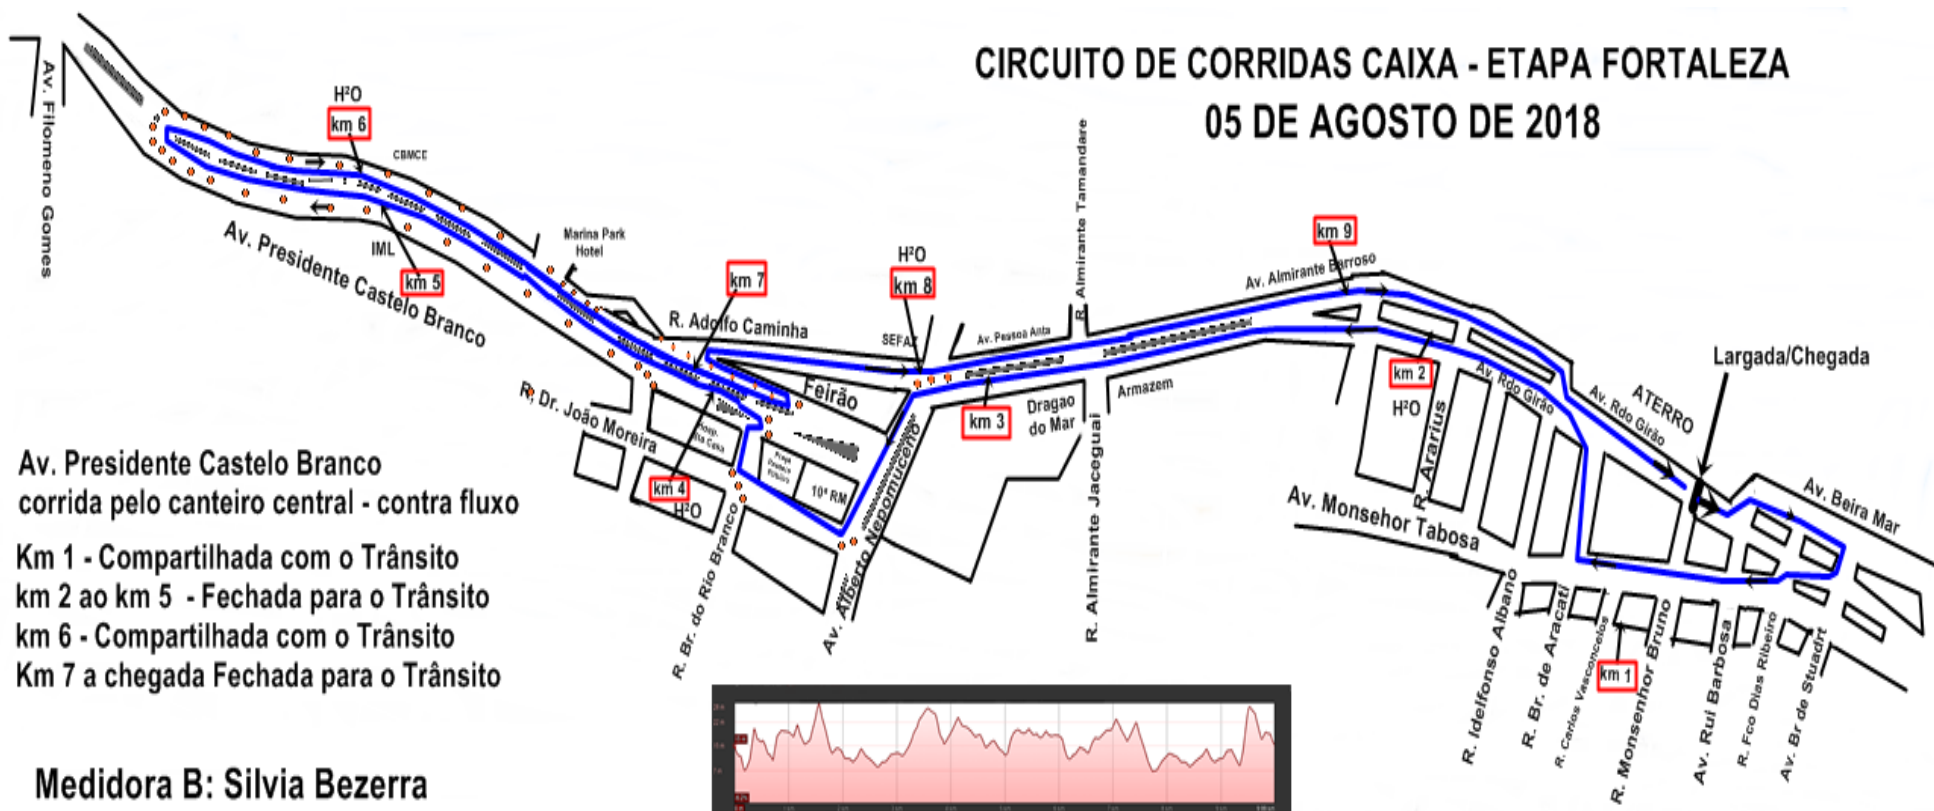 CIRCUITO DE CORRIDAS CAIXA - ETAPA FORTALEZA
05 DE AGOSTO DE 2018
Av. Filomeno Gomes
H²O
km 6
CBMCE
IML
km 5
Av. Presidente Castelo Branco
Marina Park
Hotel
km 7
R. Adolfo Caminha
H²O
km 8
SEFAZ
Av. Pessoa Anta
R. Almirante Tamandare
Av. Almirante Barroso
km 9
km 2
H²O
Av. Rdo Girão
Av. Rdo Girão
ATERRO
Largada/Chegada
Av. Beira Mar
Feirão
km 3
Dragao
do Mar
Armazem
R. Almirante Jaceguai
R, Dr. João Moreira
km 4
H²O
10ª RM
R. Br. do Rio Branco
Av. Alberto Nepomuceno
R. Ararius
Av. Monsehor Tabosa
R. Idelfonso Albano
R. Br. de Aracati
R. Carlos Vasconcelos
km 1
R. Monsenhor Bruno
Av. Rui Barbosa
R. Fco Dias Ribeiro
Av. Br de Stuadrt
Av. Presidente Castelo Branco
corrida pelo canteiro central - contra fluxo
Km 1 - Compartilhada com o Trânsito
km 2 ao km 5 - Fechada para o Trânsito
km 6 - Compartilhada com o Trânsito
Km 7 a chegada Fechada para o Trânsito
Medidora B: Silvia Bezerra